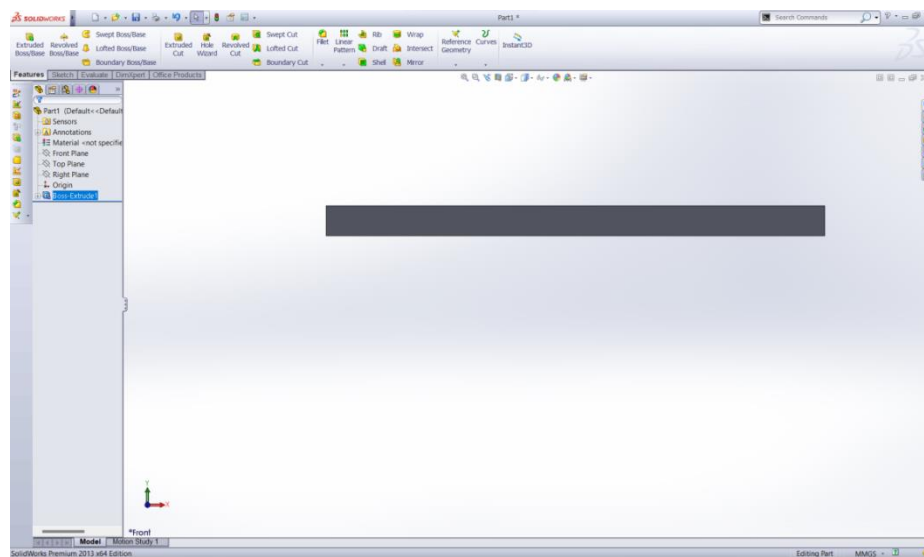 SOLIDWORKS
Part1 *
Search Commands
Extruded Boss/Base
Revolved Boss/Base
Swept Boss/Base
Lofted Boss/Base
Boundary Boss/Base
Extruded Cut
Hole Wizard
Revolved Cut
Swept Cut
Lofted Cut
Boundary Cut
Fillet
Linear Pattern
Rib
Draft
Shell
Wrap
Intersect
Mirror
Reference Geometry
Curves
Instant3D
Features
Sketch
Evaluate
DimXpert
Office Products
Part1 (Default<<Default
Sensors
Annotations
Material <not specifie
Front Plane
Top Plane
Right Plane
Origin
Boss-Extrude1
Y
X
*Front
Model
Motion Study 1
SolidWorks Premium 2013 x64 Edition
Editing Part
MMGS